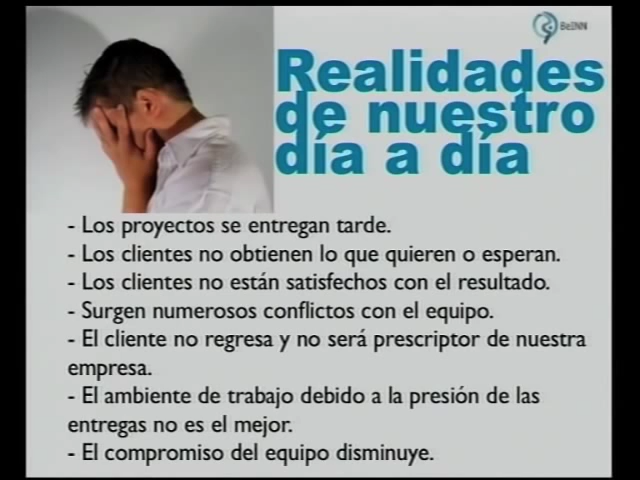 BeINN
Realidades
de nuestro
día a día
- Los proyectos se entregan tarde.
- Los clientes no obtienen lo que quieren o esperan.
- Los clientes no están satisfechos con el resultado.
- Surgen numerosos conflictos con el equipo.
- El cliente no regresa y no será prescriptor de nuestra
empresa.
- El ambiente de trabajo debido a la presión de las
entregas no es el mejor.
- El compromiso del equipo disminuye.